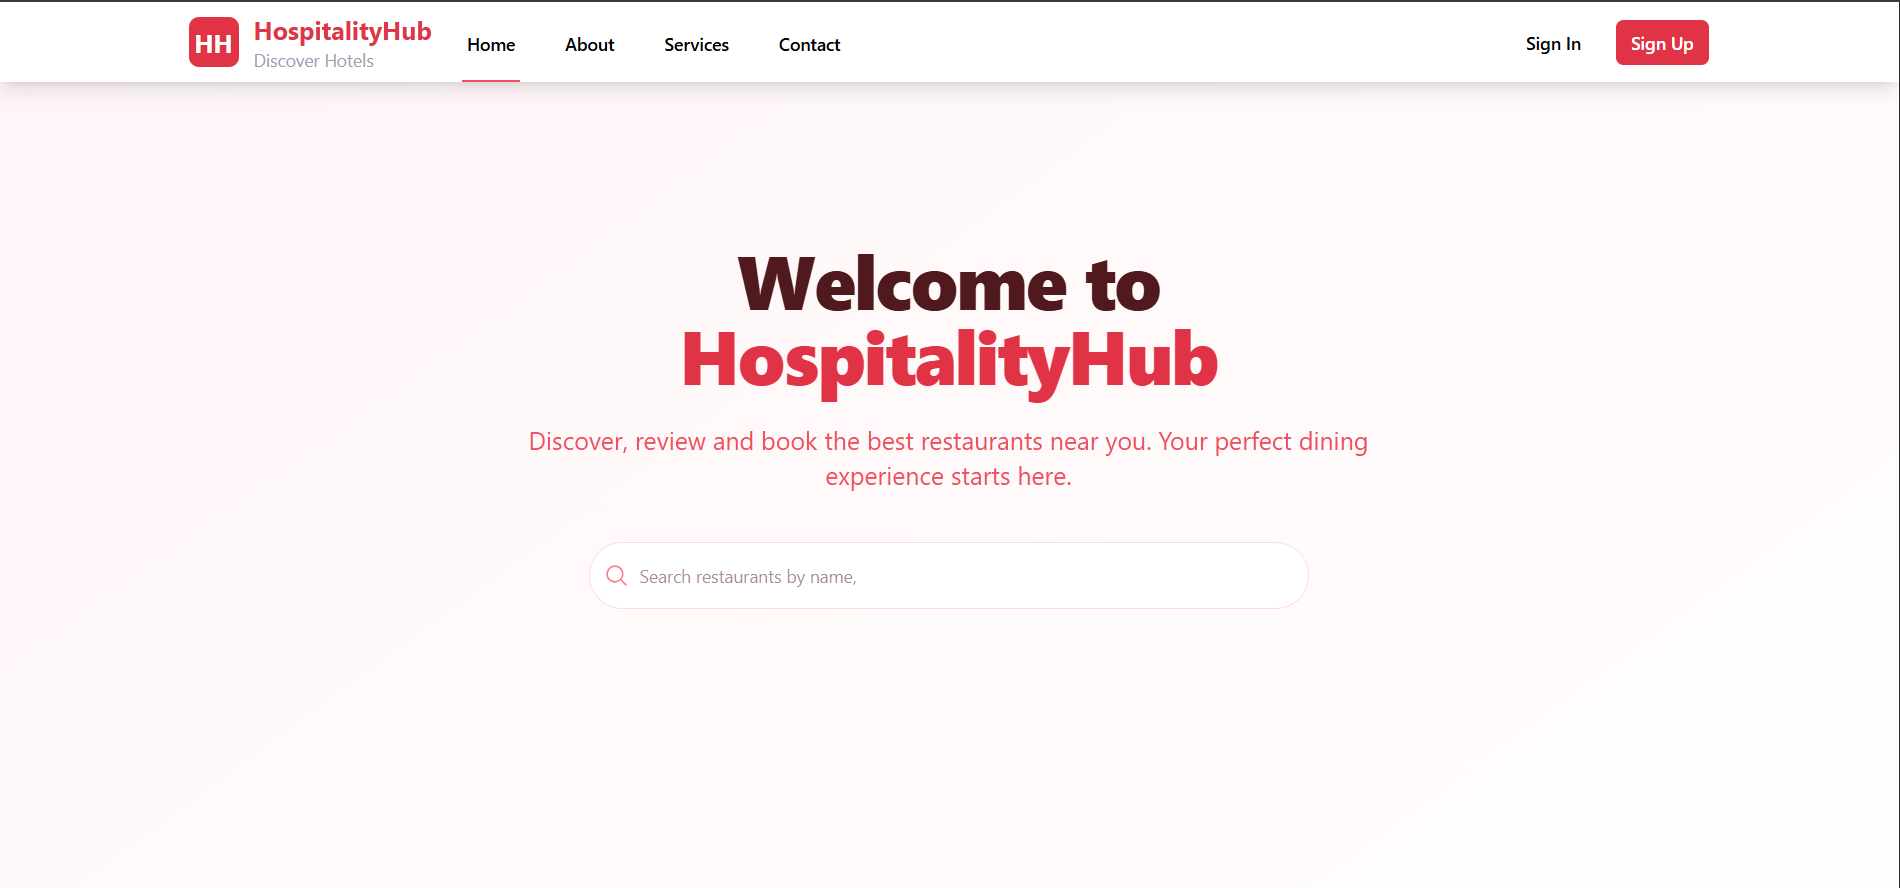 HH
HospitalityHub
Discover Hotels
Home
About
Services
Contact
Sign In
Sign Up
Welcome to
HospitalityHub
Discover, review and book the best restaurants near you. Your perfect dining
experience starts here.
Search restaurants by name,